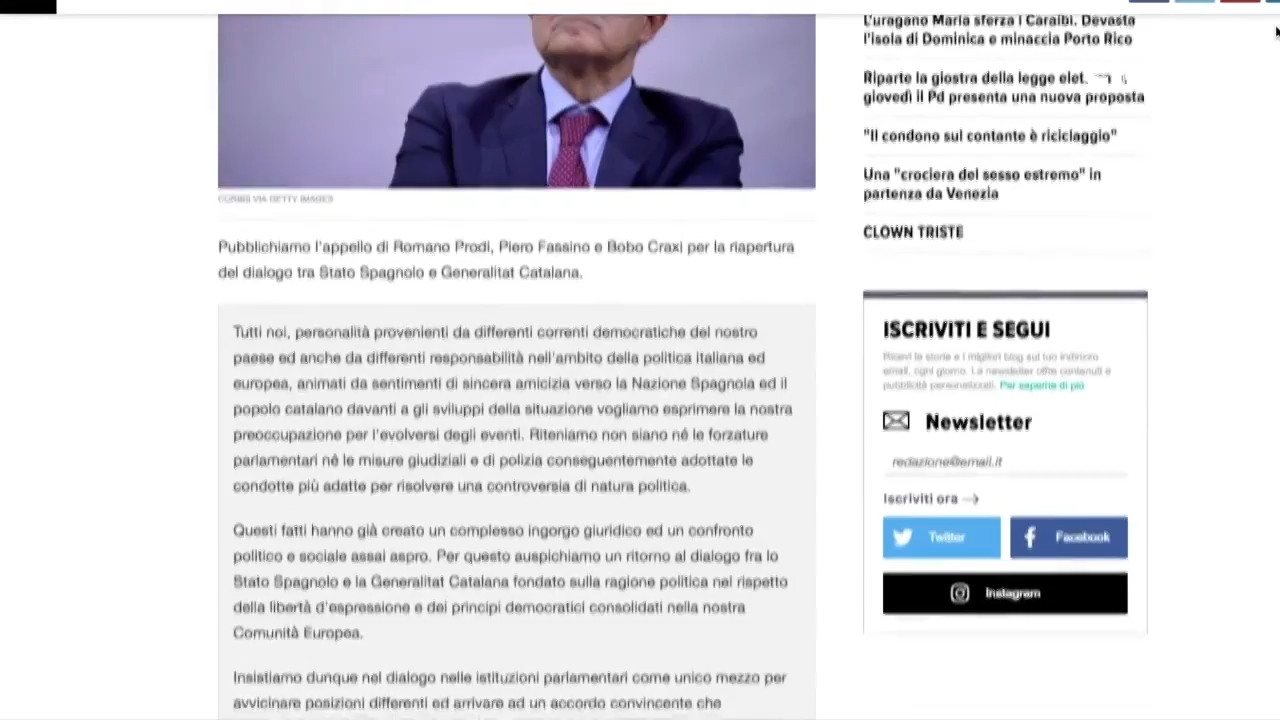 CORBIS VIA GETTY IMAGES
Pubblichiamo l'appello di Romano Prodi, Piero Fassino e Bobo Craxi per la riapertura
del dialogo tra Stato Spagnolo e Generalitat Catalana.
Tutti noi, personalità provenienti da differenti correnti democratiche del nostro
paese ed anche da differenti responsabilità nell'ambito della politica italiana ed
europea, animati da sentimenti di sincera amicizia verso la Nazione Spagnola ed il
popolo catalano davanti a gli sviluppi della situazione vogliamo esprimere la nostra
preoccupazione per l'evolversi degli eventi. Riteniamo non siano né le forzature
parlamentari né le misure giudiziali e di polizia conseguentemente adottate le
condotte più adatte per risolvere una controversia di natura politica.
Questi fatti hanno già creato un complesso ingorgo giuridico ed un confronto
politico e sociale assai aspro. Per questo auspichiamo un ritorno al dialogo fra lo
Stato Spagnolo e la Generalitat Catalana fondato sulla ragione politica nel rispetto
della libertà d'espressione e dei principi democratici consolidati nella nostra
Comunità Europea.
Insistiamo dunque nel dialogo nelle istituzioni parlamentari come unico mezzo per
avvicinare posizioni differenti ed arrivare ad un accordo convincente che
L'uragano Maria sferza i Caraibi. Devasta
l'isola di Dominica e minaccia Porto Rico
Riparte la giostra della legge elet.
giovedì il Pd presenta una nuova proposta
"Il condono sul contante è riciclaggio"
Una "crociera del sesso estremo" in
partenza da Venezia
CLOWN TRISTE
ISCRIVITI E SEGUI
Ricevi le storie e i migliori blog sul tuo indirizzo
email, ogni giorno. La newsletter offre contenuti e
pubblicità personalizzati. Per saperne di più
Newsletter
redazione@email.it
Iscriviti ora →
Twitter
Facebook
Instagram